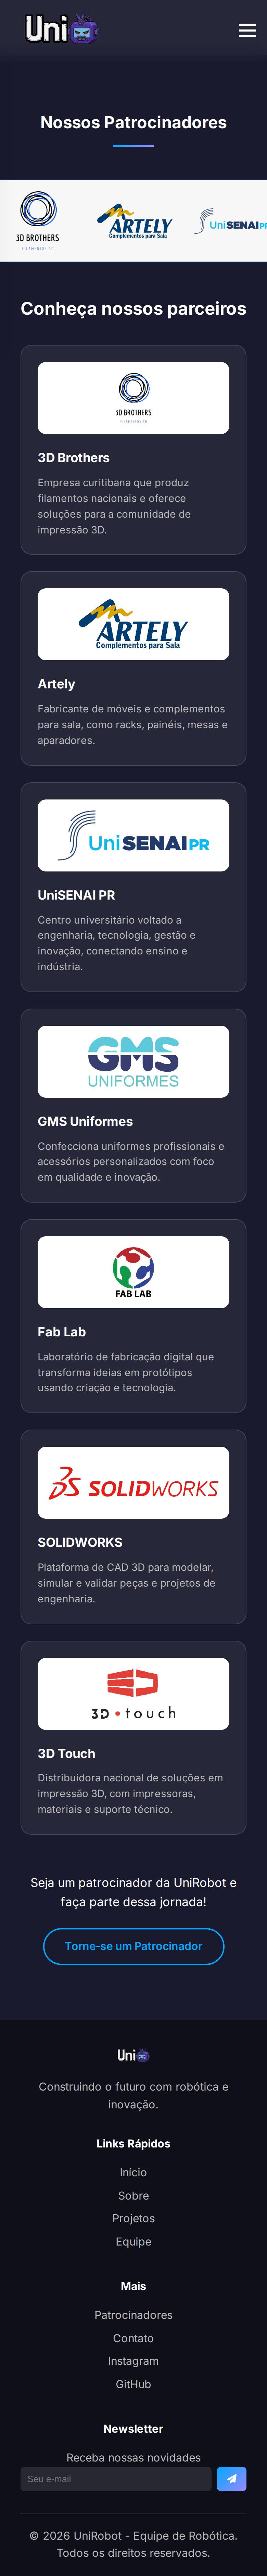 Uni
Nossos Patrocinadores
3D BROTHERS
FILAMENTOS 3D
ARTELY
Complementos para Sala
UniSENAIPR
Conheça nossos parceiros
3D BROTHERS
FILAMENTOS 3D
3D Brothers
Empresa curitibana que produz
filamentos nacionais e oferece
soluções para a comunidade de
impressão 3D.
ARTELY
Complementos para Sala
Artely
Fabricante de móveis e complementos
para sala, como racks, painéis, mesas e
aparadores.
UniSENAIPR
UniSENAI PR
Centro universitário voltado a
engenharia, tecnologia, gestão e
inovação, conectando ensino e
indústria.
GMS
UNIFORMES
GMS Uniformes
Confecciona uniformes profissionais e
acessórios personalizados com foco
em qualidade e inovação.
FAB LAB
Fab Lab
Laboratório de fabricação digital que
transforma ideias em protótipos
usando criação e tecnologia.
SOLIDWORKS
SOLIDWORKS
Plataforma de CAD 3D para modelar,
simular e validar peças e projetos de
engenharia.
3D•touch
3D Touch
Distribuidora nacional de soluções em
impressão 3D, com impressoras,
materiais e suporte técnico.
Seja um patrocinador da UniRobot e
faça parte dessa jornada!
Torne-se um Patrocinador
Uni
Construindo o futuro com robótica e
inovação.
Links Rápidos
Início
Sobre
Projetos
Equipe
Mais
Patrocinadores
Contato
Instagram
GitHub
Newsletter
Receba nossas novidades
Seu e-mail
© 2026 UniRobot - Equipe de Robótica.
Todos os direitos reservados.